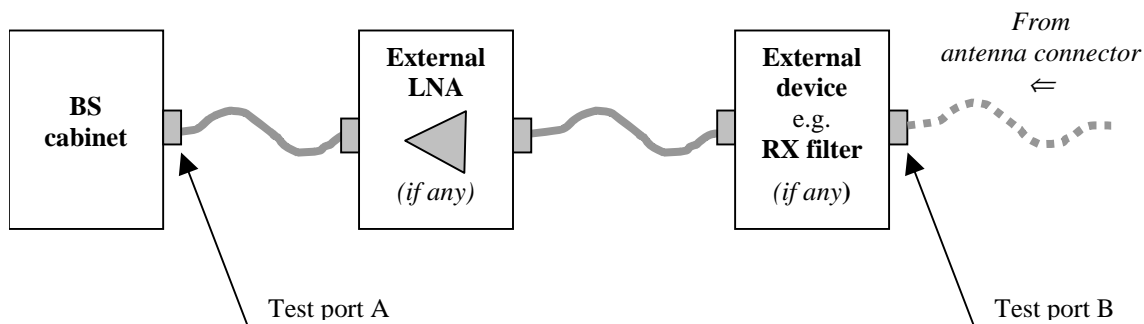 BS
cabinet
External
LNA
(if any)
External
device
e.g.
RX filter
(if any)
From
antenna connector
⇐
Test port A
Test port B